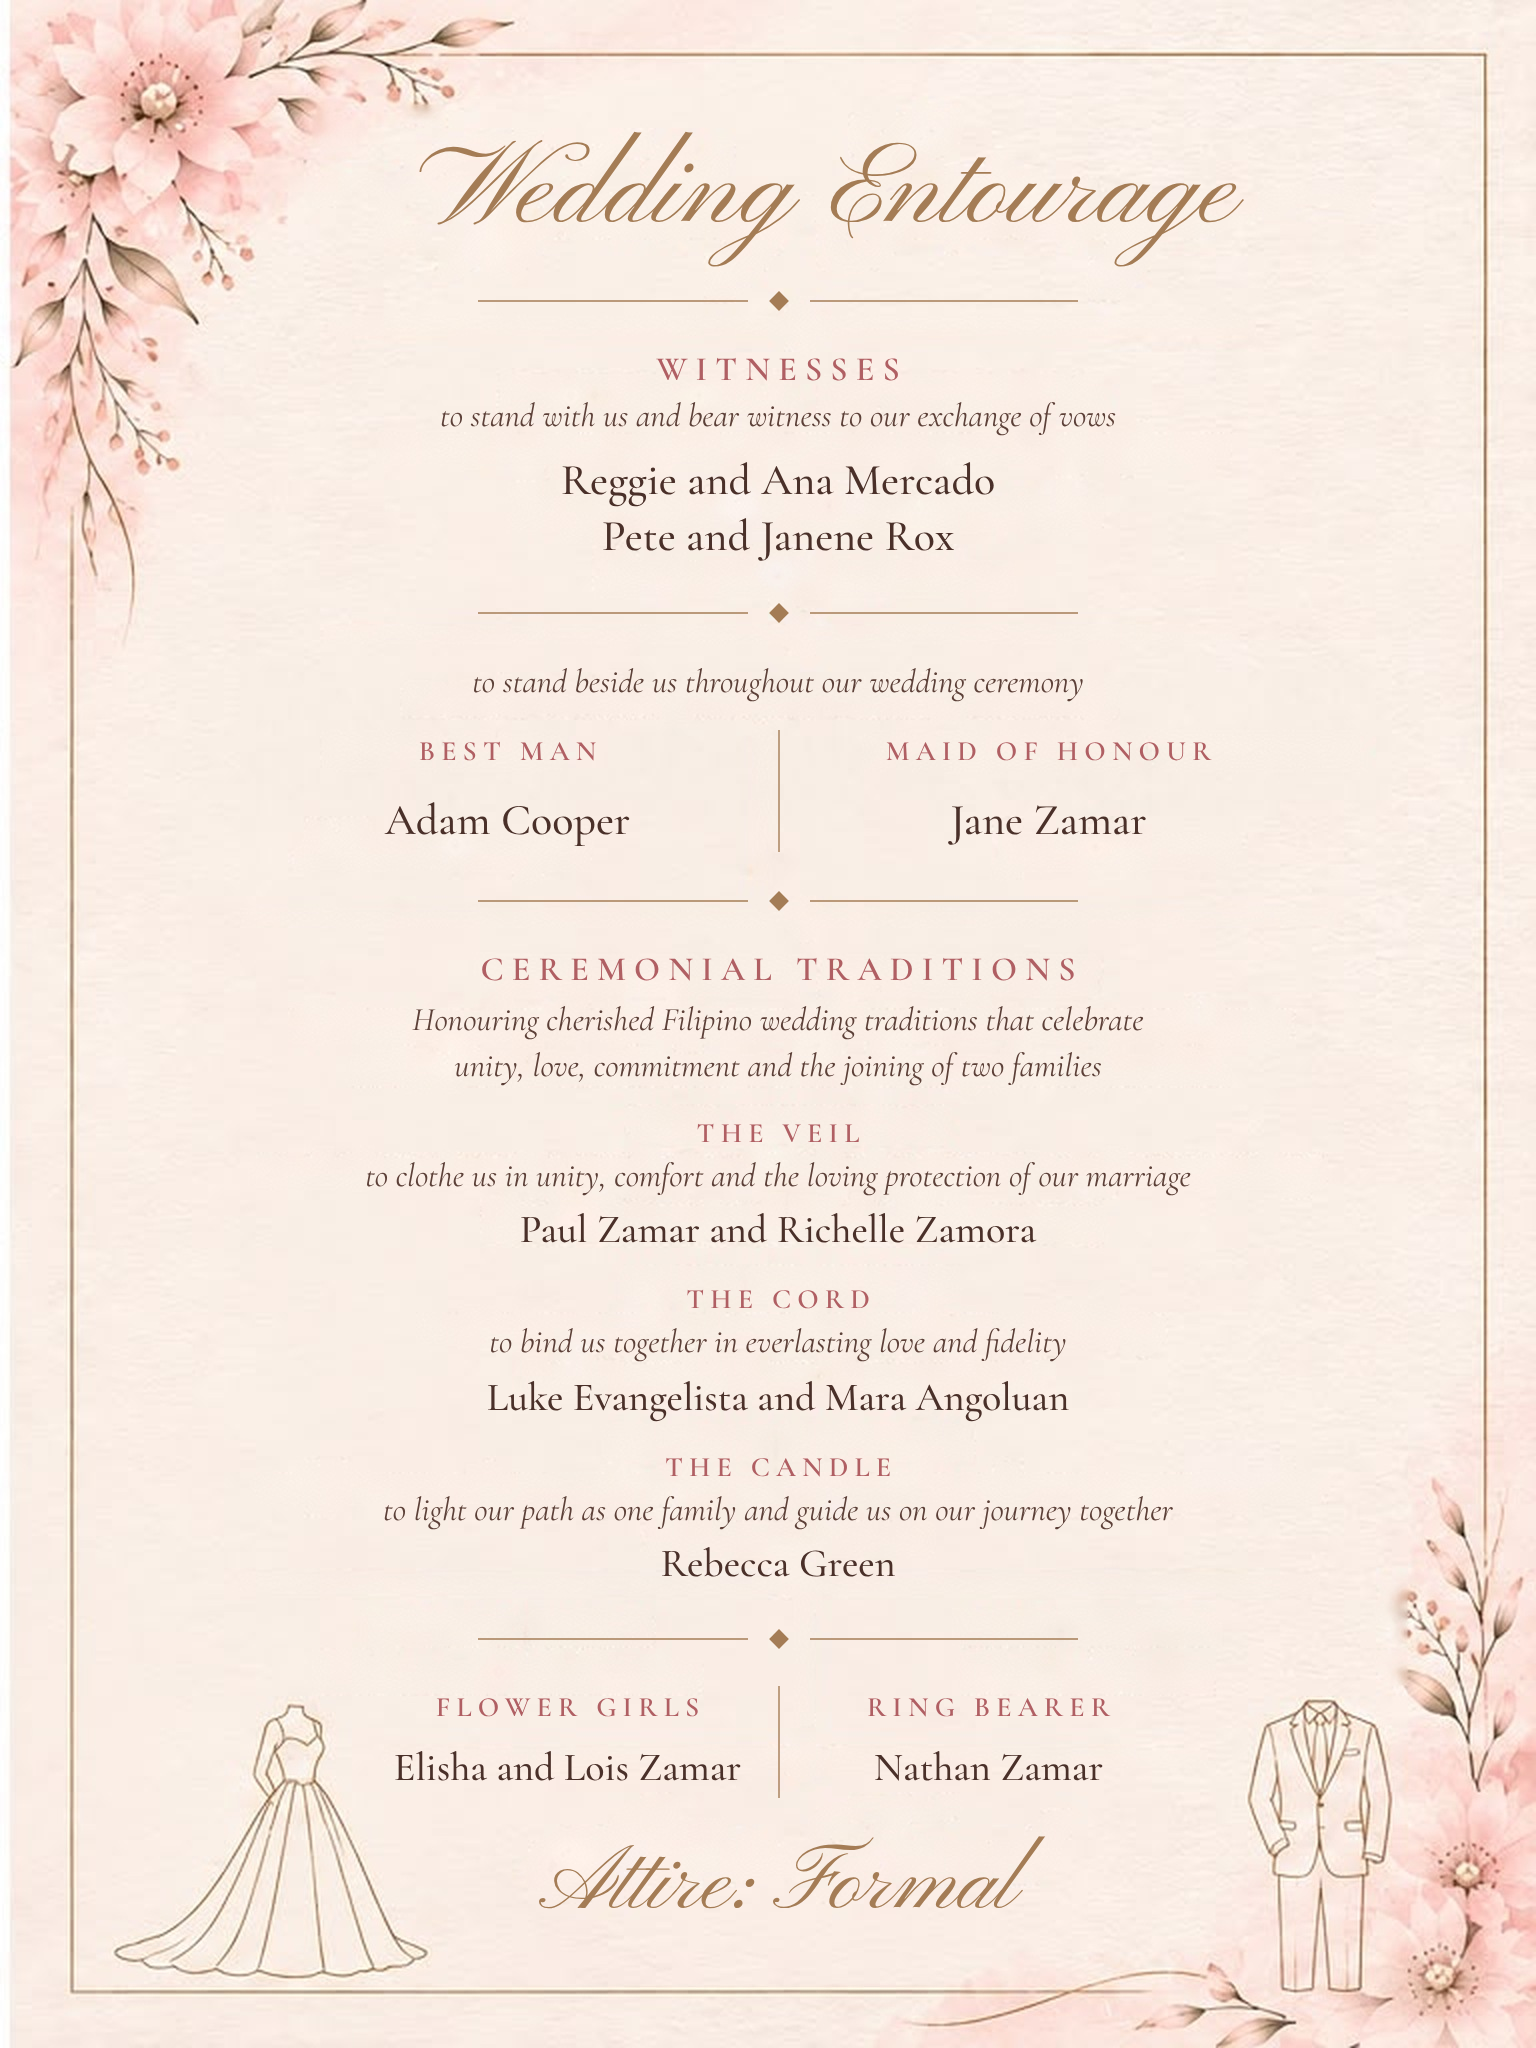 Wedding Entourage
WITNESSES
to stand with us and bear witness to our exchange of vows
Reggie and Ana Mercado
Pete and Janene Rox
to stand beside us throughout our wedding ceremony
BEST MAN
Adam Cooper
MAID OF HONOUR
Jane Zamar
CEREMONIAL TRADITIONS
Honouring cherished Filipino wedding traditions that celebrate
unity, love, commitment and the joining of two families
THE VEIL
to clothe us in unity, comfort and the loving protection of our marriage
Paul Zamar and Richelle Zamora
THE CORD
to bind us together in everlasting love and fidelity
Luke Evangelista and Mara Angoluan
THE CANDLE
to light our path as one family and guide us on our journey together
Rebecca Green
FLOWER GIRLS
Elisha and Lois Zamar
RING BEARER
Nathan Zamar
Attire: Formal